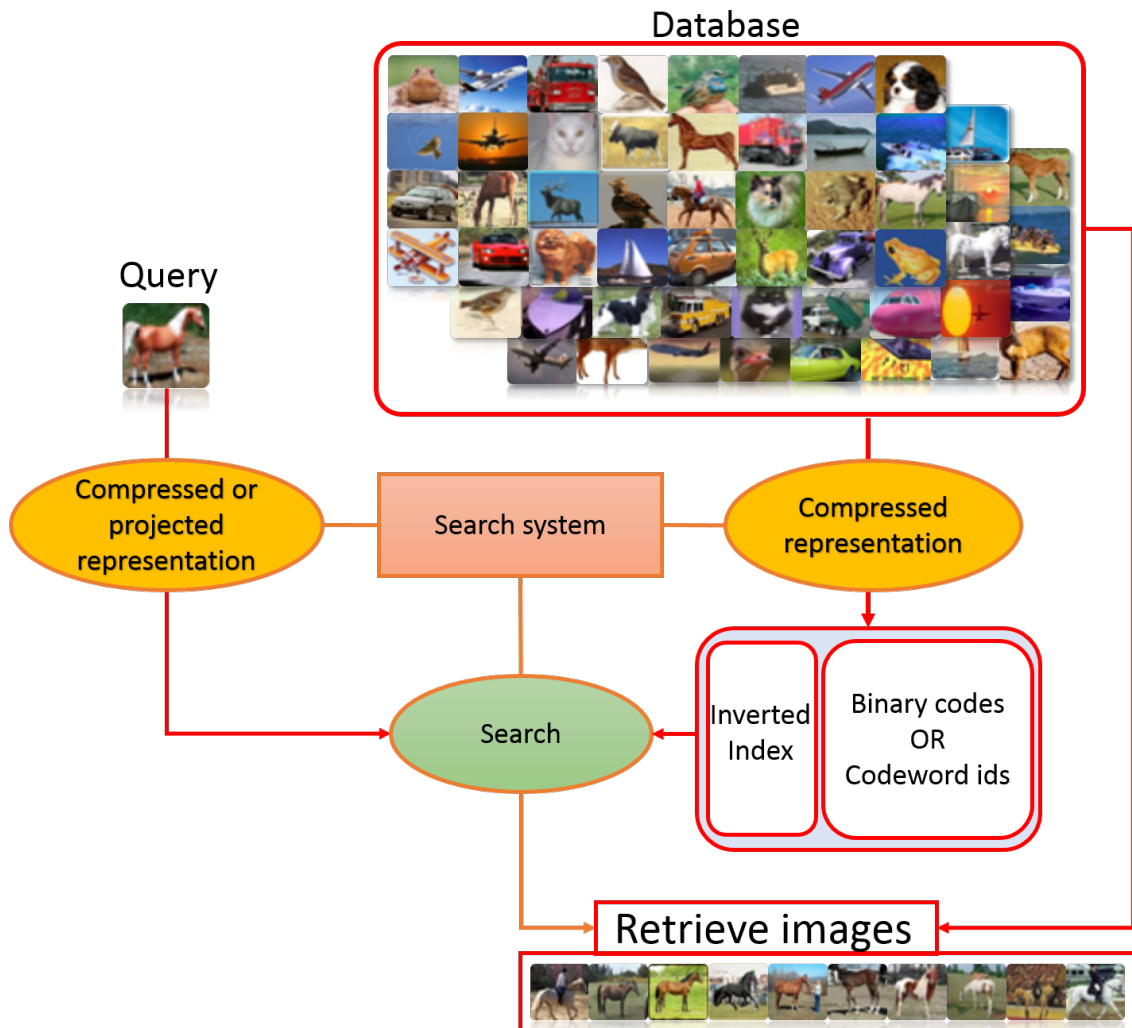 Database
Query
Compressed or
projected
representation
Search system
Compressed
representation
Search
Inverted
Index
Binary codes
OR
Codeword ids
Retrieve images